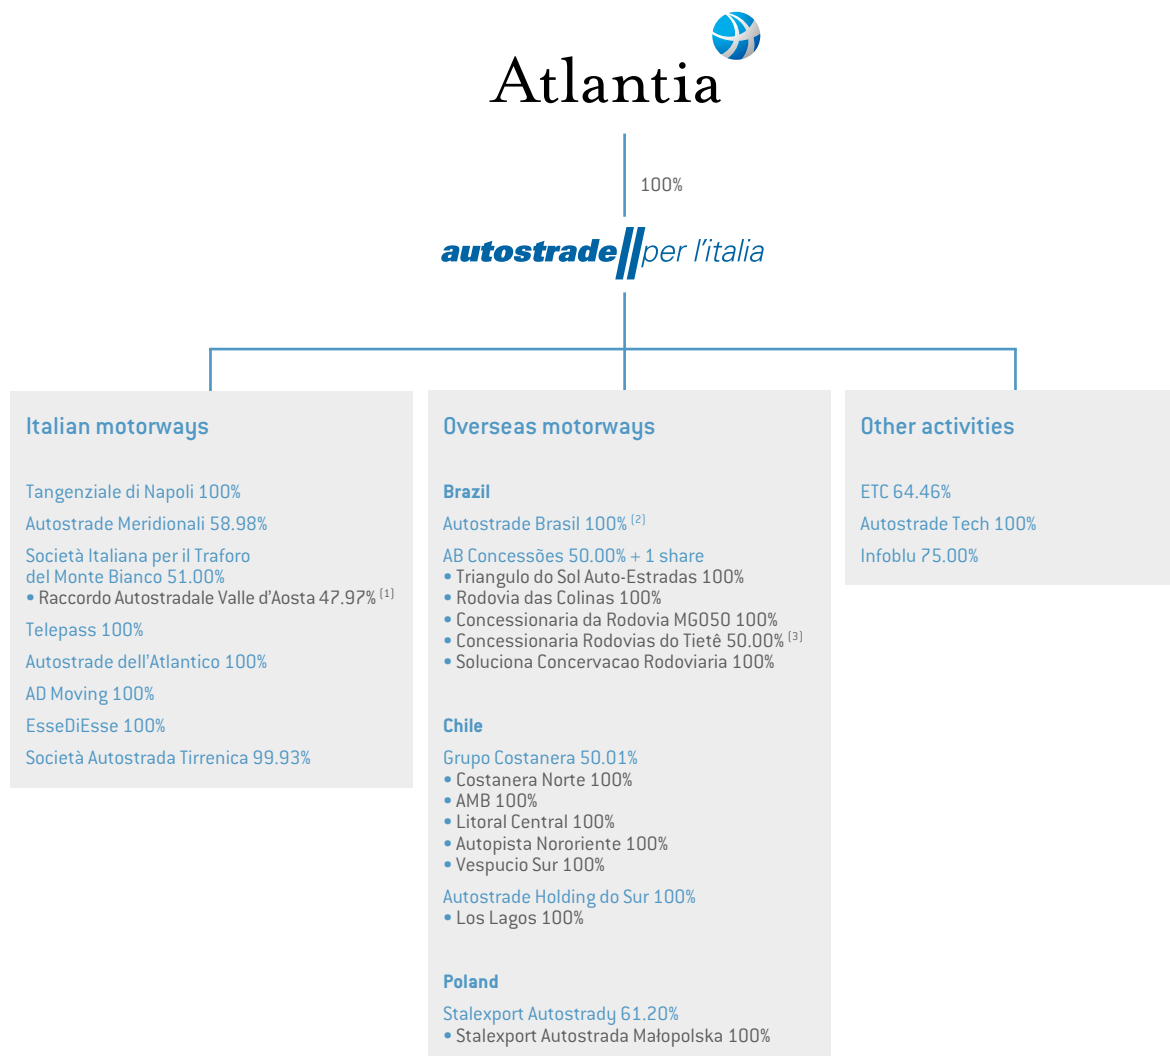 Atlantia
100%
autostrade per l'italia
Italian motorways
Tangenziale di Napoli 100%
Autostrade Meridionali 58.98%
Società Italiana per il Traforo
del Monte Bianco 51.00%
• Raccordo Autostradale Valle d'Aosta 47.97% (1)
Telepass 100%
Autostrade dell'Atlantico 100%
AD Moving 100%
EsseDiEsse 100%
Società Autostrada Tirrenica 99.93%
Overseas motorways
Brazil
Autostrade Brasil 100% (2)
AB Concessões 50.00% + 1 share
• Triangulo do Sol Auto-Estradas 100%
• Rodovia das Colinas 100%
• Concessionaria da Rodovia MG050 100%
• Concessionaria Rodovias do Tietê 50.00% (3)
• Soluciona Concervacao Rodoviaria 100%
Chile
Grupo Costanera 50.01%
• Costanera Norte 100%
• AMB 100%
• Litoral Central 100%
• Autopista Nororiente 100%
• Vespucio Sur 100%
Autostrade Holding do Sur 100%
• Los Lagos 100%
Poland
Stalexport Autostrady 61.20%
• Stalexport Autostrada Małopolska 100%
Other activities
ETC 64.46%
Autostrade Tech 100%
Infoblu 75.00%